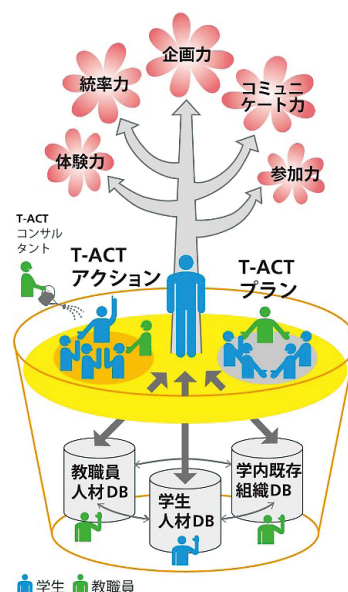 企画力
統率力
コミュニ
ケート力
体験力
参加力
T-ACT
コンサル
タント
T-ACT
アクション
T-ACT
プラン
教職員
人材DB
学生
人材DB
学内既存
組織DB
学生
教職員